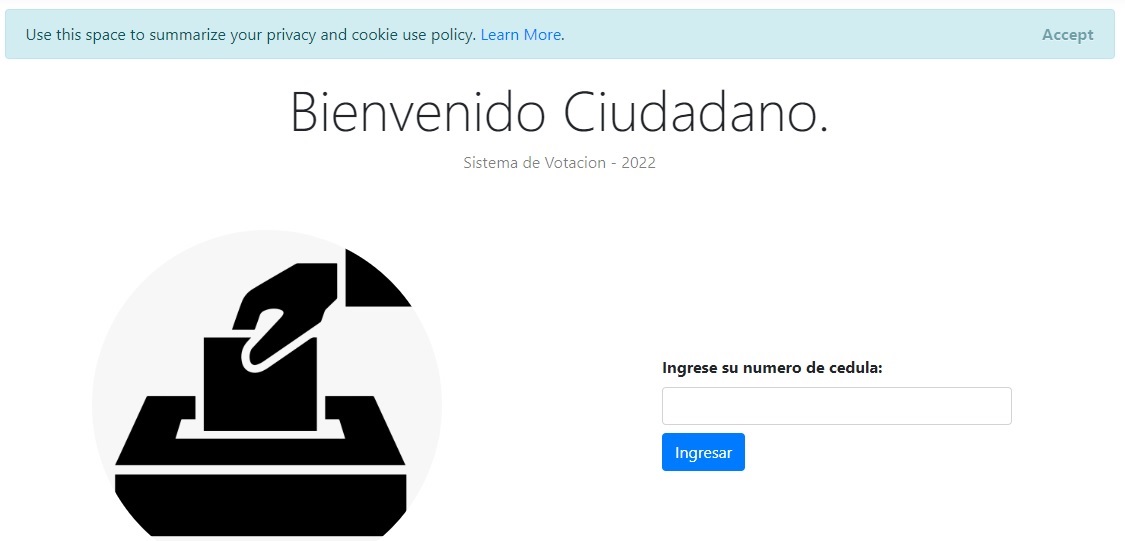 Use this space to summarize your privacy and cookie use policy. Learn More. Accept
Bienvenido Ciudadano.
Sistema de Votacion - 2022
Ingrese su numero de cedula:
Ingresar